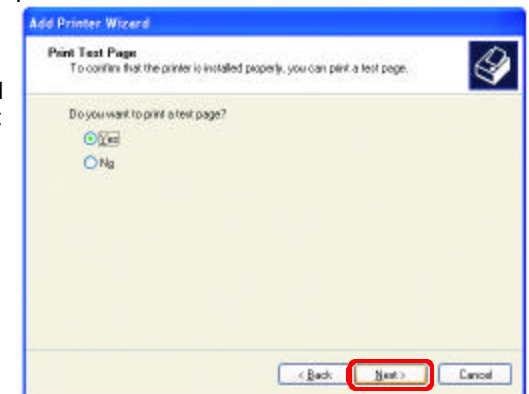 Add Printer Wizard
Print Test Page
To confirm that the printer is installed properly, you can print a test page.
Do you want to print a test page?
Yes
No
< Back
Next >
Cancel